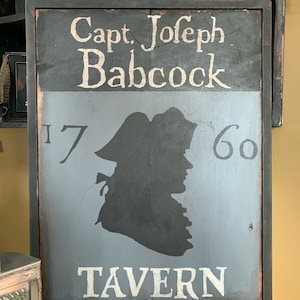 Capt. Joſeph
Babcock
17 60
TAVERN